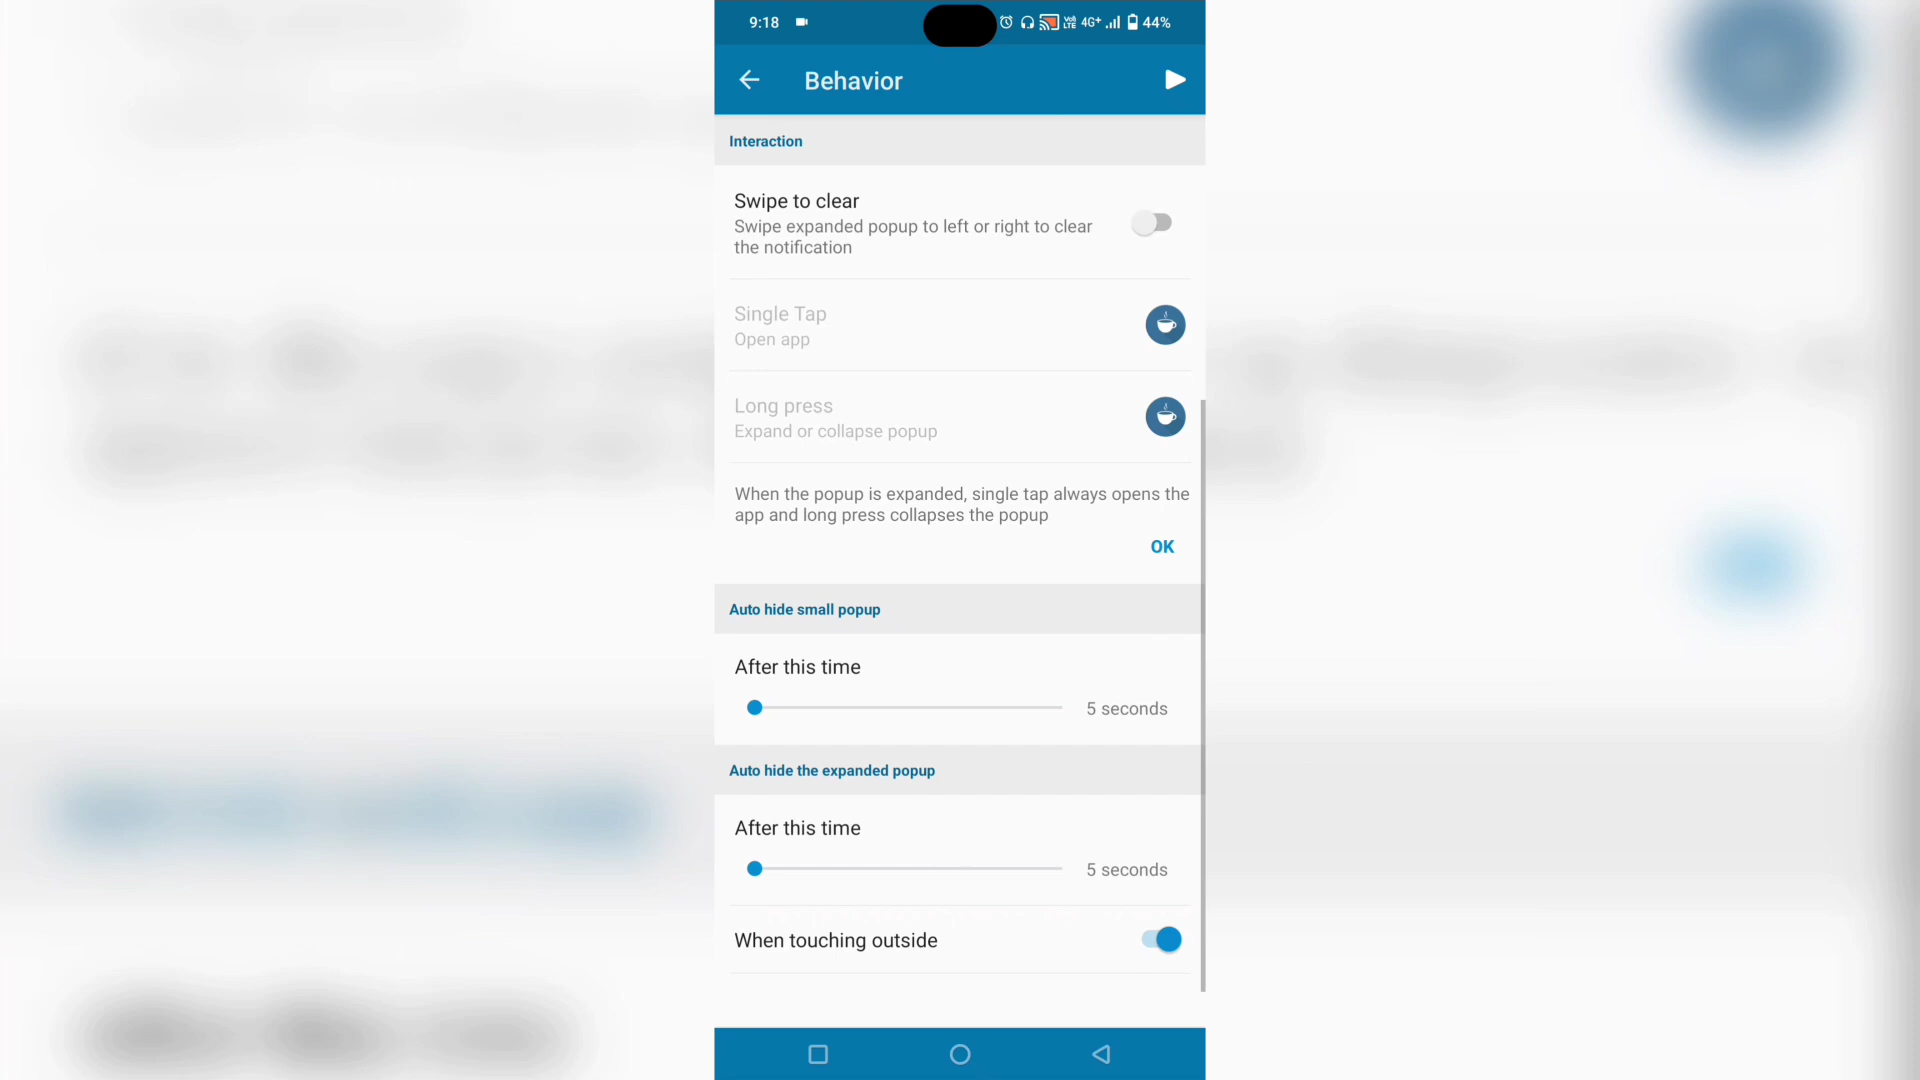 9:18 4G+ 44%
Behavior
Interaction
Swipe to clear
Swipe expanded popup to left or right to clear
the notification
Single Tap
Open app
Long press
Expand or collapse popup
When the popup is expanded, single tap always opens the
app and long press collapses the popup
OK
Auto hide small popup
After this time
5 seconds
Auto hide the expanded popup
After this time
5 seconds
When touching outside